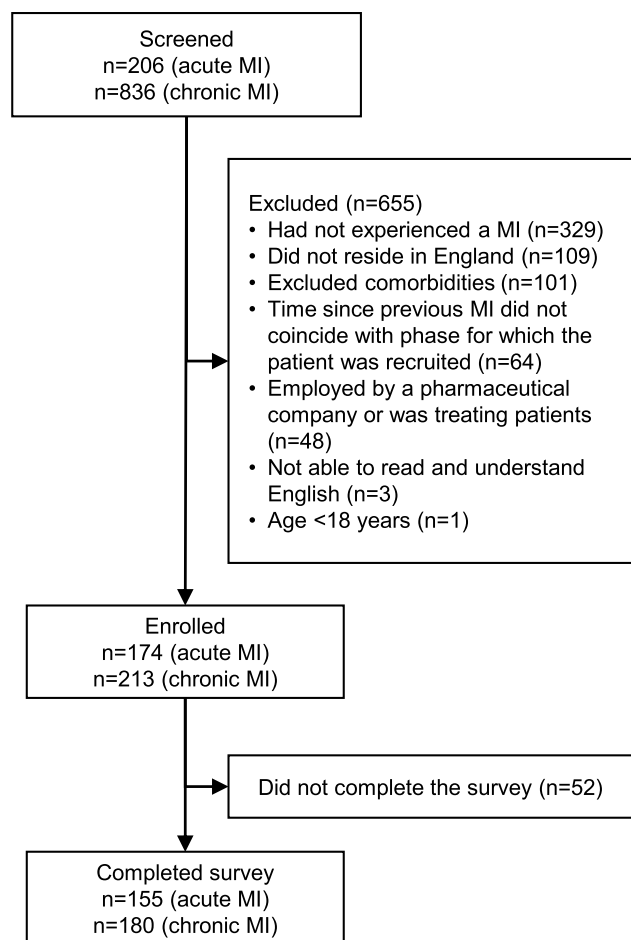 Screened
n=206 (acute MI)
n=836 (chronic MI)
Excluded (n=655)
• Had not experienced a MI (n=329)
• Did not reside in England (n=109)
• Excluded comorbidities (n=101)
• Time since previous MI did not
coincide with phase for which the
patient was recruited (n=64)
• Employed by a pharmaceutical
company or was treating patients
(n=48)
• Not able to read and understand
English (n=3)
• Age <18 years (n=1)
Enrolled
n=174 (acute MI)
n=213 (chronic MI)
Did not complete the survey (n=52)
Completed survey
n=155 (acute MI)
n=180 (chronic MI)